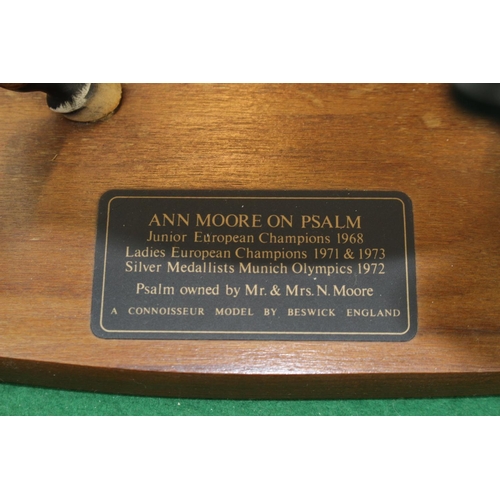 ANN MOORE ON PSALM
Junior European Champions 1968
Ladies European Champions 1971 & 1973
Silver Medallists Munich Olympics 1972
Psalm owned by Mr. & Mrs. N. Moore
A CONNOISSEUR MODEL BY BESWICK ENGLAND